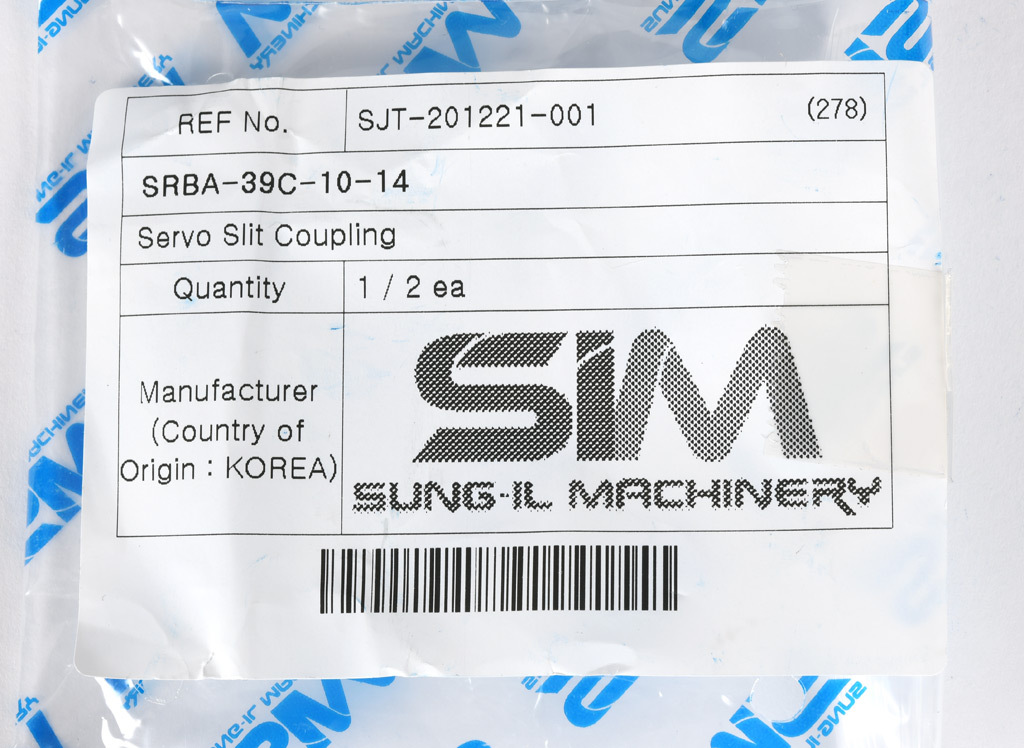 REF No. SJT-201221-001 (278)
SRBA-39C-10-14
Servo Slit Coupling
Quantity 1 / 2 ea
Manufacturer
(Country of
Origin : KOREA)
SIM
SUNG-IL MACHINERY